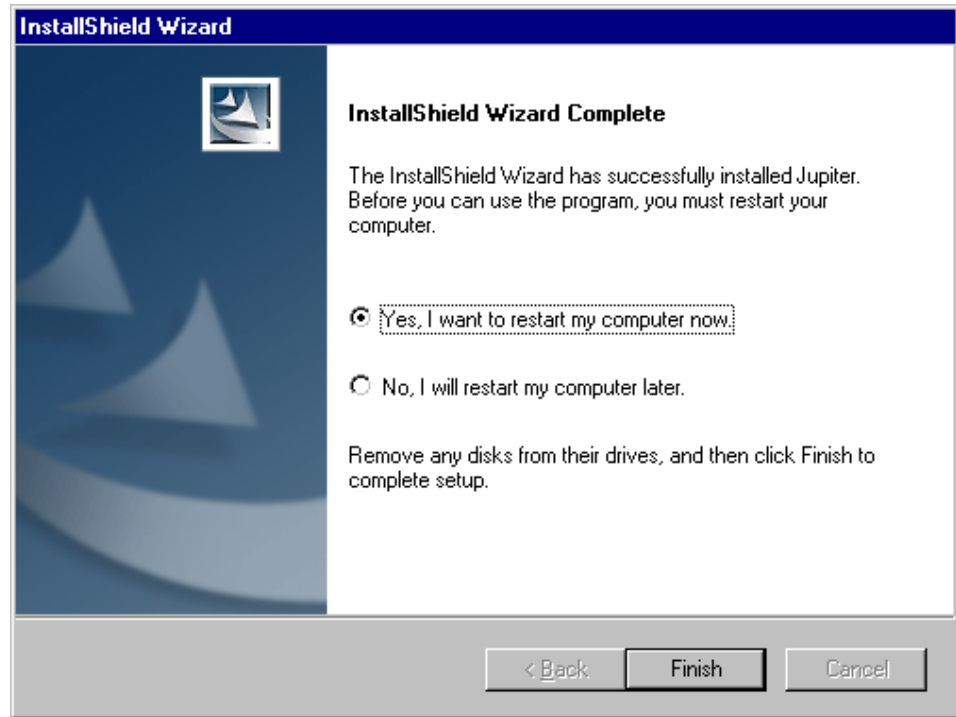 InstallShield Wizard
InstallShield Wizard Complete
The InstallShield Wizard has successfully installed Jupiter.
Before you can use the program, you must restart your
computer.
Yes, I want to restart my computer now.
No, I will restart my computer later.
Remove any disks from their drives, and then click Finish to
complete setup.
< Back Finish Cancel